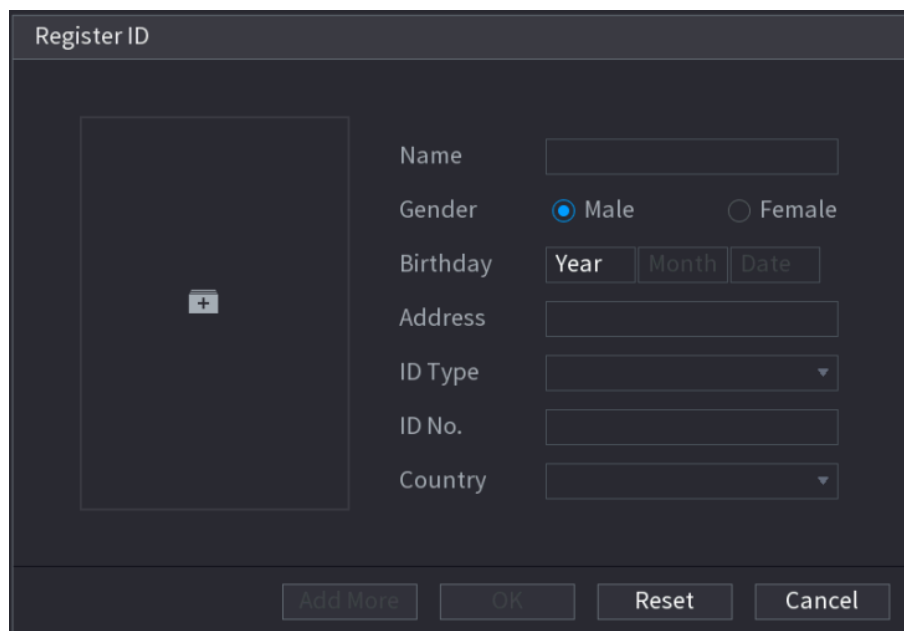 Register ID
Name
Gender Male Female
Birthday Year Month Date
Address
ID Type
ID No.
Country
Add More OK Reset Cancel